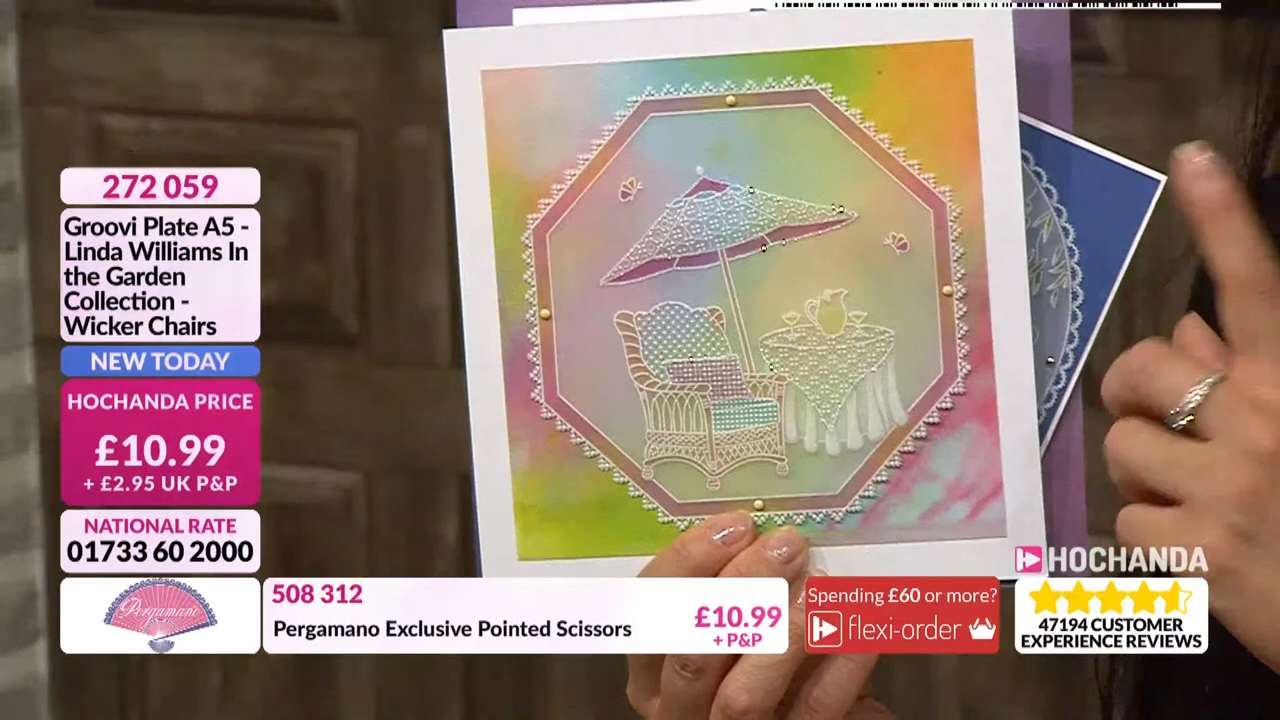 272 059
Groovi Plate A5 -
Linda Williams In
the Garden
Collection -
Wicker Chairs
NEW TODAY
HOCHANDA PRICE
£10.99
+ £2.95 UK P&P
NATIONAL RATE
01733 60 2000
Pergamano
508 312
Pergamano Exclusive Pointed Scissors
£10.99
+ P&P
Spending £60 or more?
flexi-order
HOCHANDA
47194 CUSTOMER
EXPERIENCE REVIEWS